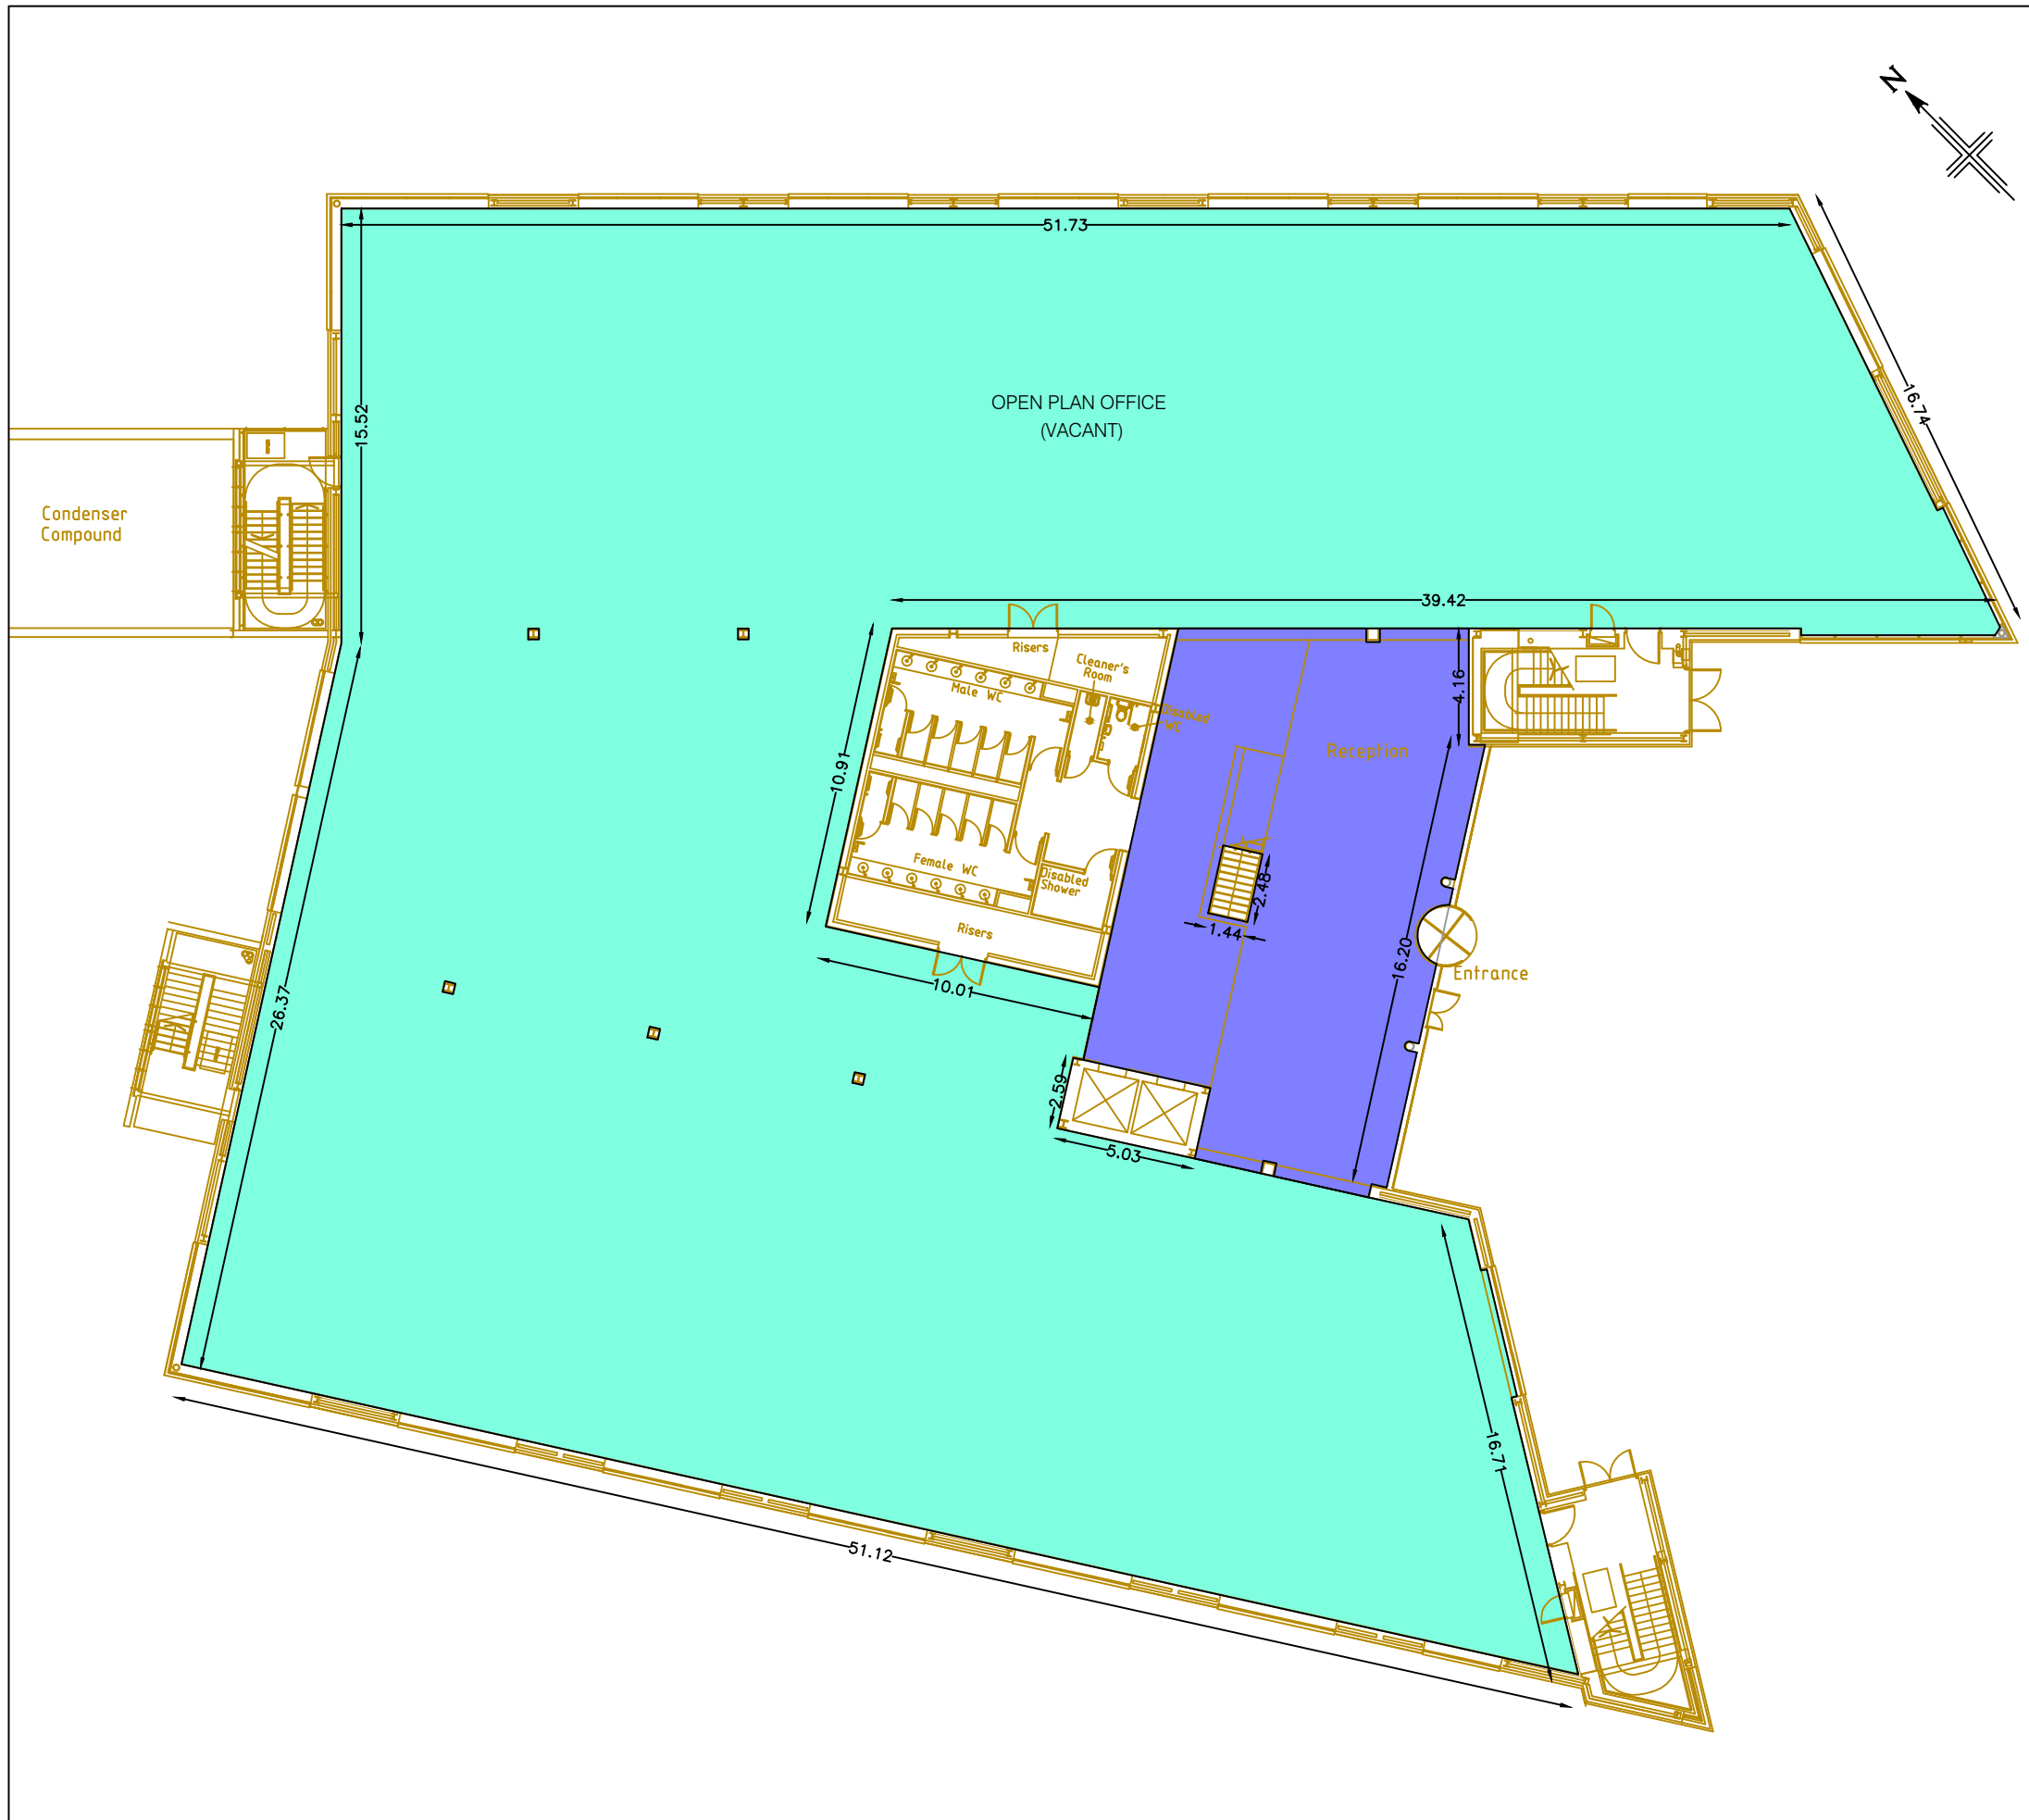 N
51.73
16.74
15.52
OPEN PLAN OFFICE
(VACANT)
Condenser
Compound
39.42
Risers
Cleaner's
Room
Male WC
Disabled
WC
4.16
Reception
10.91
Female WC
Disabled
Shower
2.48
1.44
Risers
16.20
Entrance
10.01
26.37
2.59
5.03
16.71
51.12